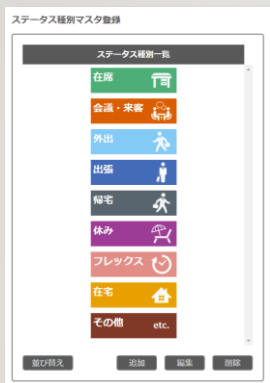 ステータス種別マスタ登録
ステータス種別一覧
在席
会議・来客
外出
出張
帰宅
休み
フレックス
在宅
その他 etc.
並び替え 追加 編集 削除